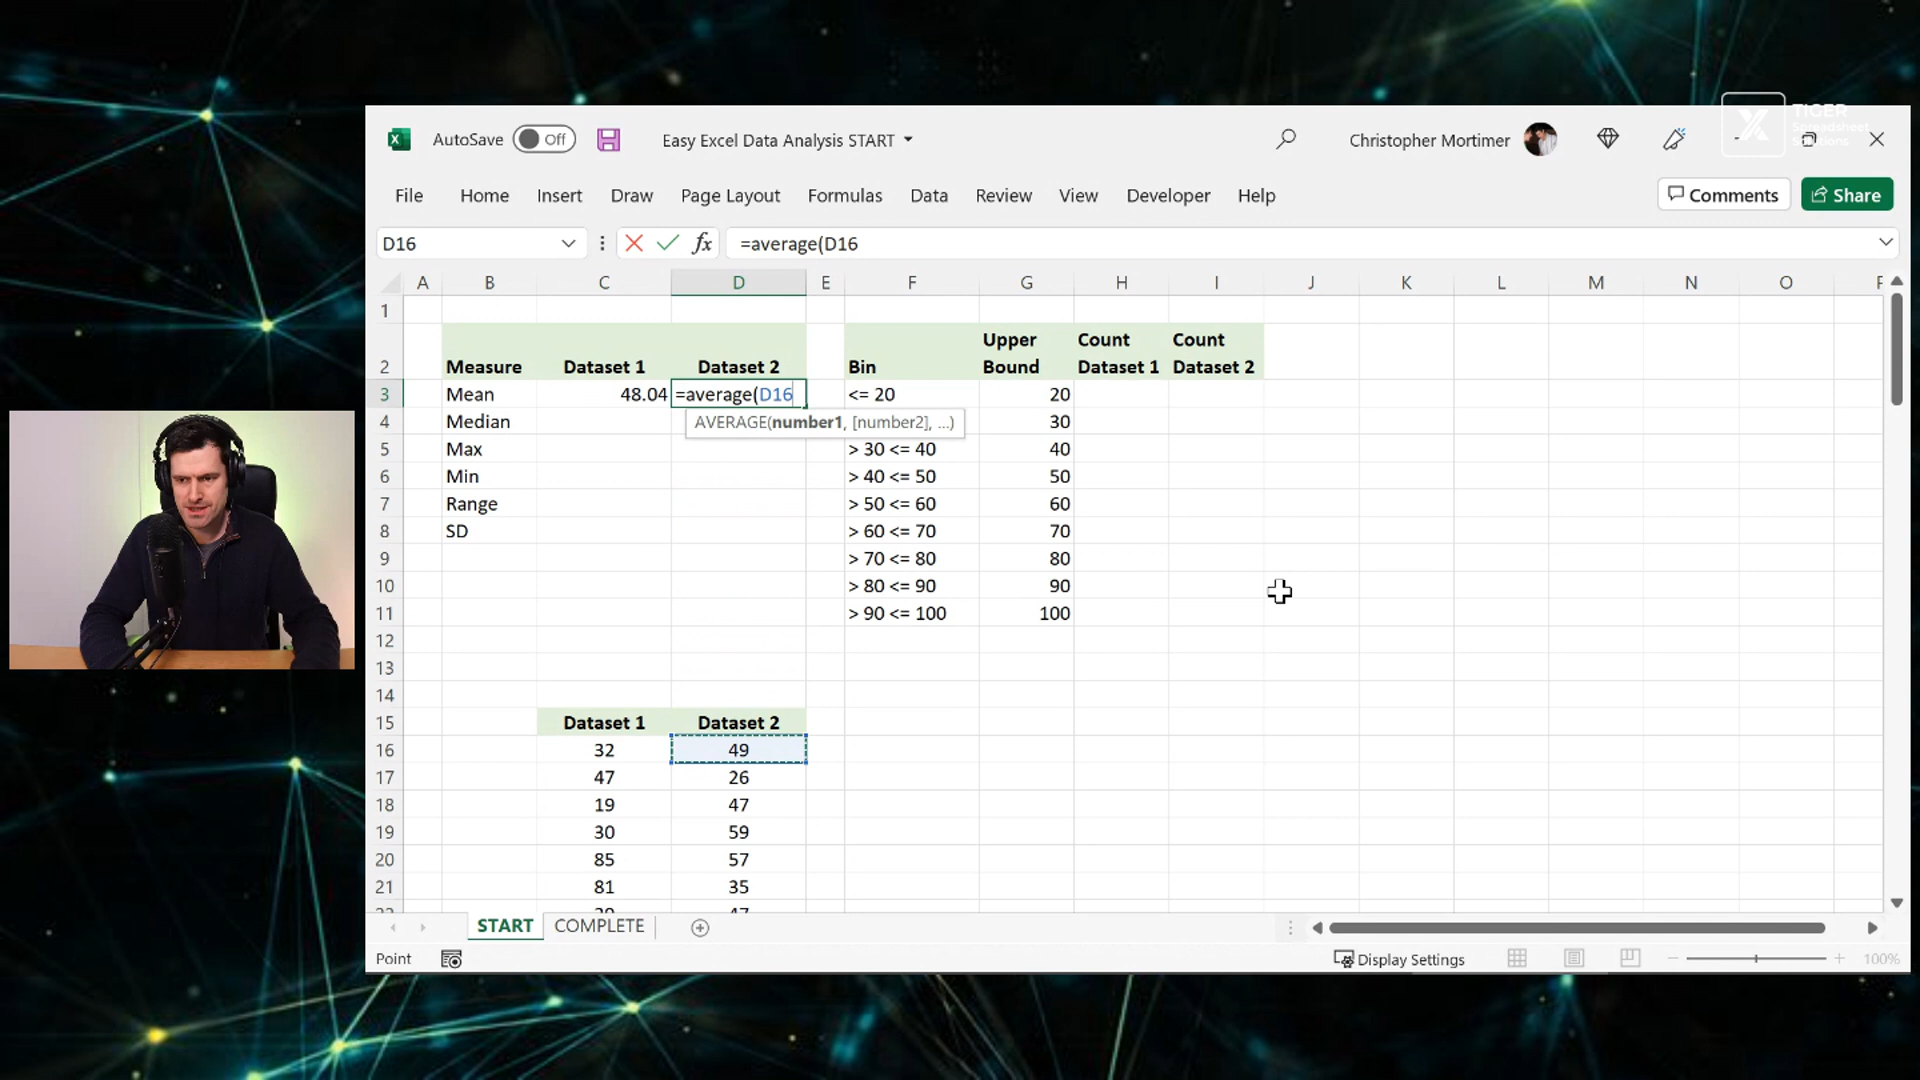 TIGER
Spreadsheet
Solutions
AutoSave Off Easy Excel Data Analysis START Christopher Mortimer
File Home Insert Draw Page Layout Formulas Data Review View Developer Help Comments Share
D16 fx =average(D16
A B C D E F G H I J K L M N O
1
2 Measure Dataset 1 Dataset 2 Bin Upper Bound Count Dataset 1 Count Dataset 2
3 Mean 48.04 =average(D16 <= 20 20
4 Median AVERAGE(number1, [number2], ...) 30
5 Max > 30 <= 40 40
6 Min > 40 <= 50 50
7 Range > 50 <= 60 60
8 SD > 60 <= 70 70
9 > 70 <= 80 80
10 > 80 <= 90 90
11 > 90 <= 100 100
12
13
14
15 Dataset 1 Dataset 2
16 32 49
17 47 26
18 19 47
19 30 59
20 85 57
21 81 35
START COMPLETE
Point Display Settings 100%